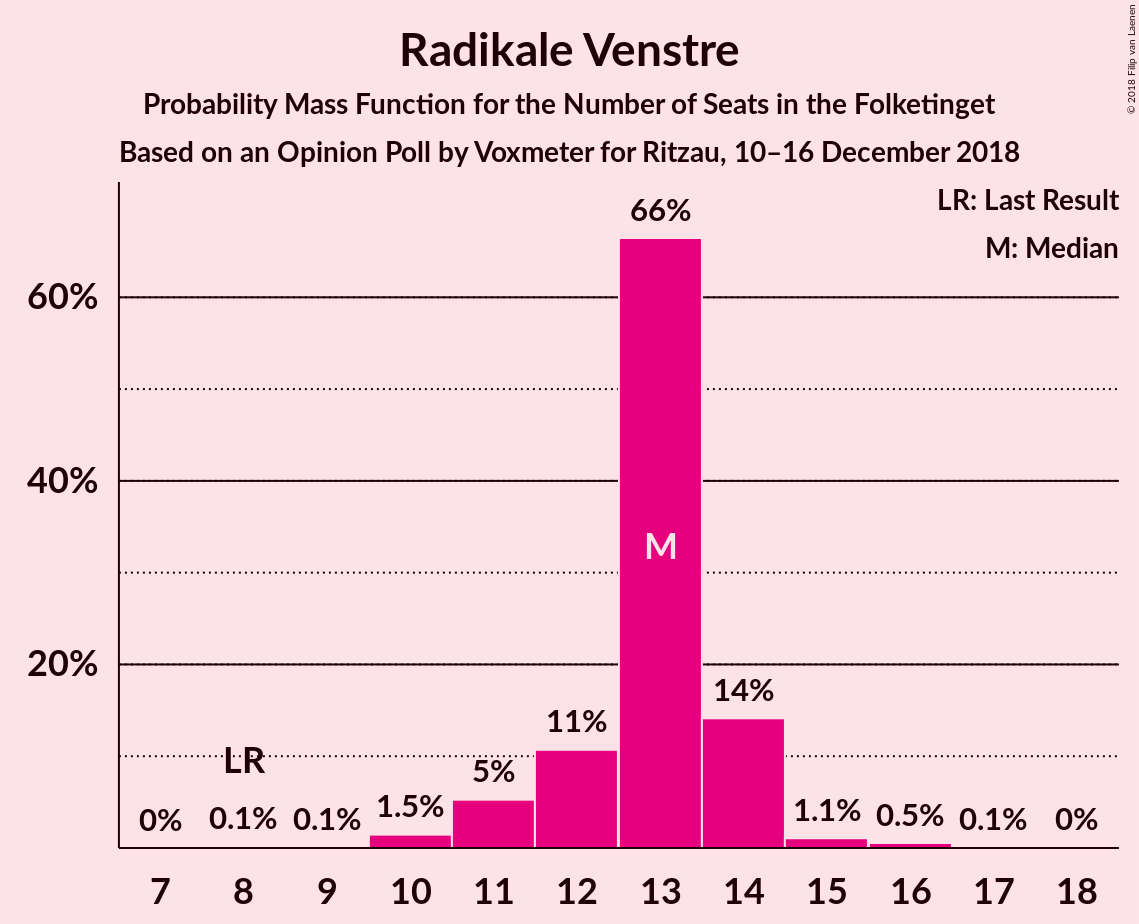 Radikale Venstre
Probability Mass Function for the Number of Seats in the Folketinget
Based on an Opinion Poll by Voxmeter for Ritzau, 10–16 December 2018
© 2018 Filip van Laenen
LR: Last Result
M: Median
60%
40%
20%
0%
LR
0.1%
0.1%
1.5%
5%
11%
66%
M
14%
1.1%
0.5%
0.1%
0%
7 8 9 10 11 12 13 14 15 16 17 18